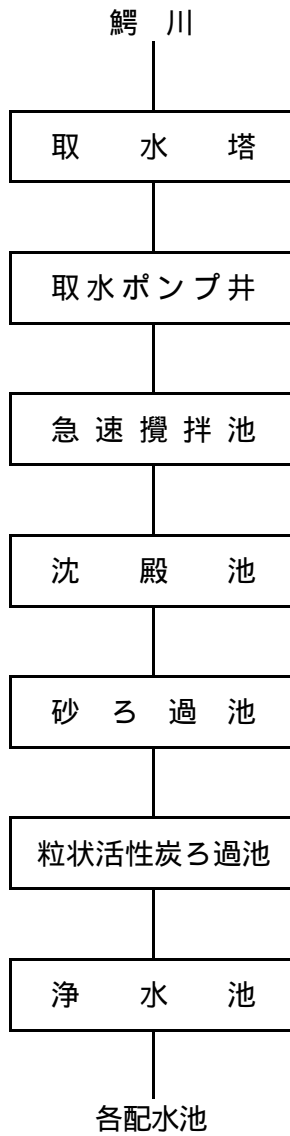 鰐川
取水塔
取水ポンプ井
急速攪拌池
沈殿池
砂ろ過池
粒状活性炭ろ過池
浄水池
各配水池